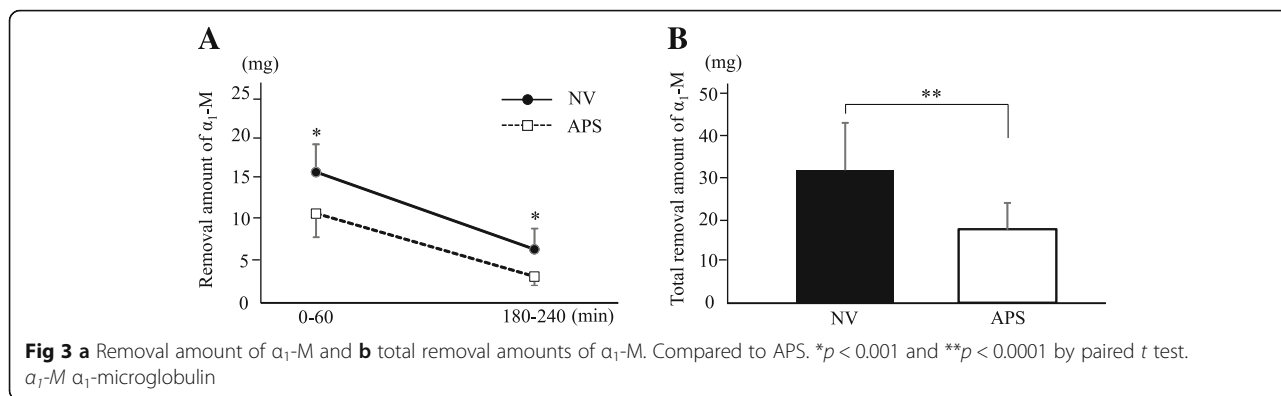 A
(mg)
Removal amount of α₁-M
25
20
15
10
5
0
*
*
NV
APS
0-60
180-240 (min)
B
(mg)
Total removal amount of α₁-M
50
40
30
20
10
0
**
NV
APS
Fig 3 a Removal amount of α₁-M and b total removal amounts of α₁-M. Compared to APS. *p < 0.001 and **p < 0.0001 by paired t test.
α₁-M α₁-microglobulin